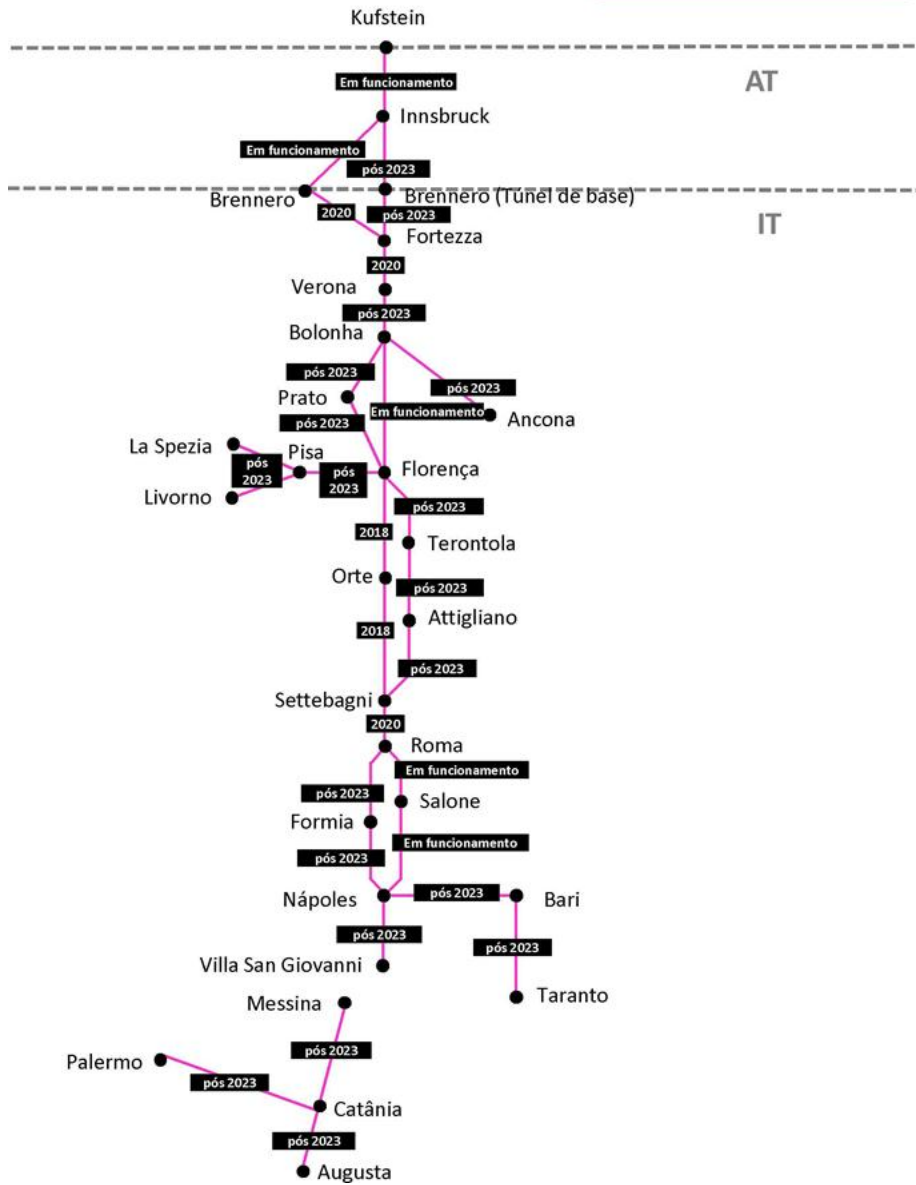 Kufstein
Em funcionamento
AT
Innsbruck
Em funcionamento
pós 2023
Brennero
Brennero (Túnel de base)
2020
pós 2023
IT
Fortezza
2020
Verona
pós 2023
Bolonha
pós 2023
pós 2023
Prato
Em funcionamento
Ancona
pós 2023
La Spezia
Pisa
pós
2023
pós
2023
Florença
Livorno
pós 2023
2018
Terontola
Orte
pós 2023
Attigliano
2018
pós 2023
Settebagni
2020
Roma
Em funcionamento
pós 2023
Salone
Formia
Em funcionamento
pós 2023
Nápoles
pós 2023
Bari
pós 2023
pós 2023
Villa San Giovanni
Taranto
Messina
pós 2023
Palermo
pós 2023
Catânia
pós 2023
Augusta